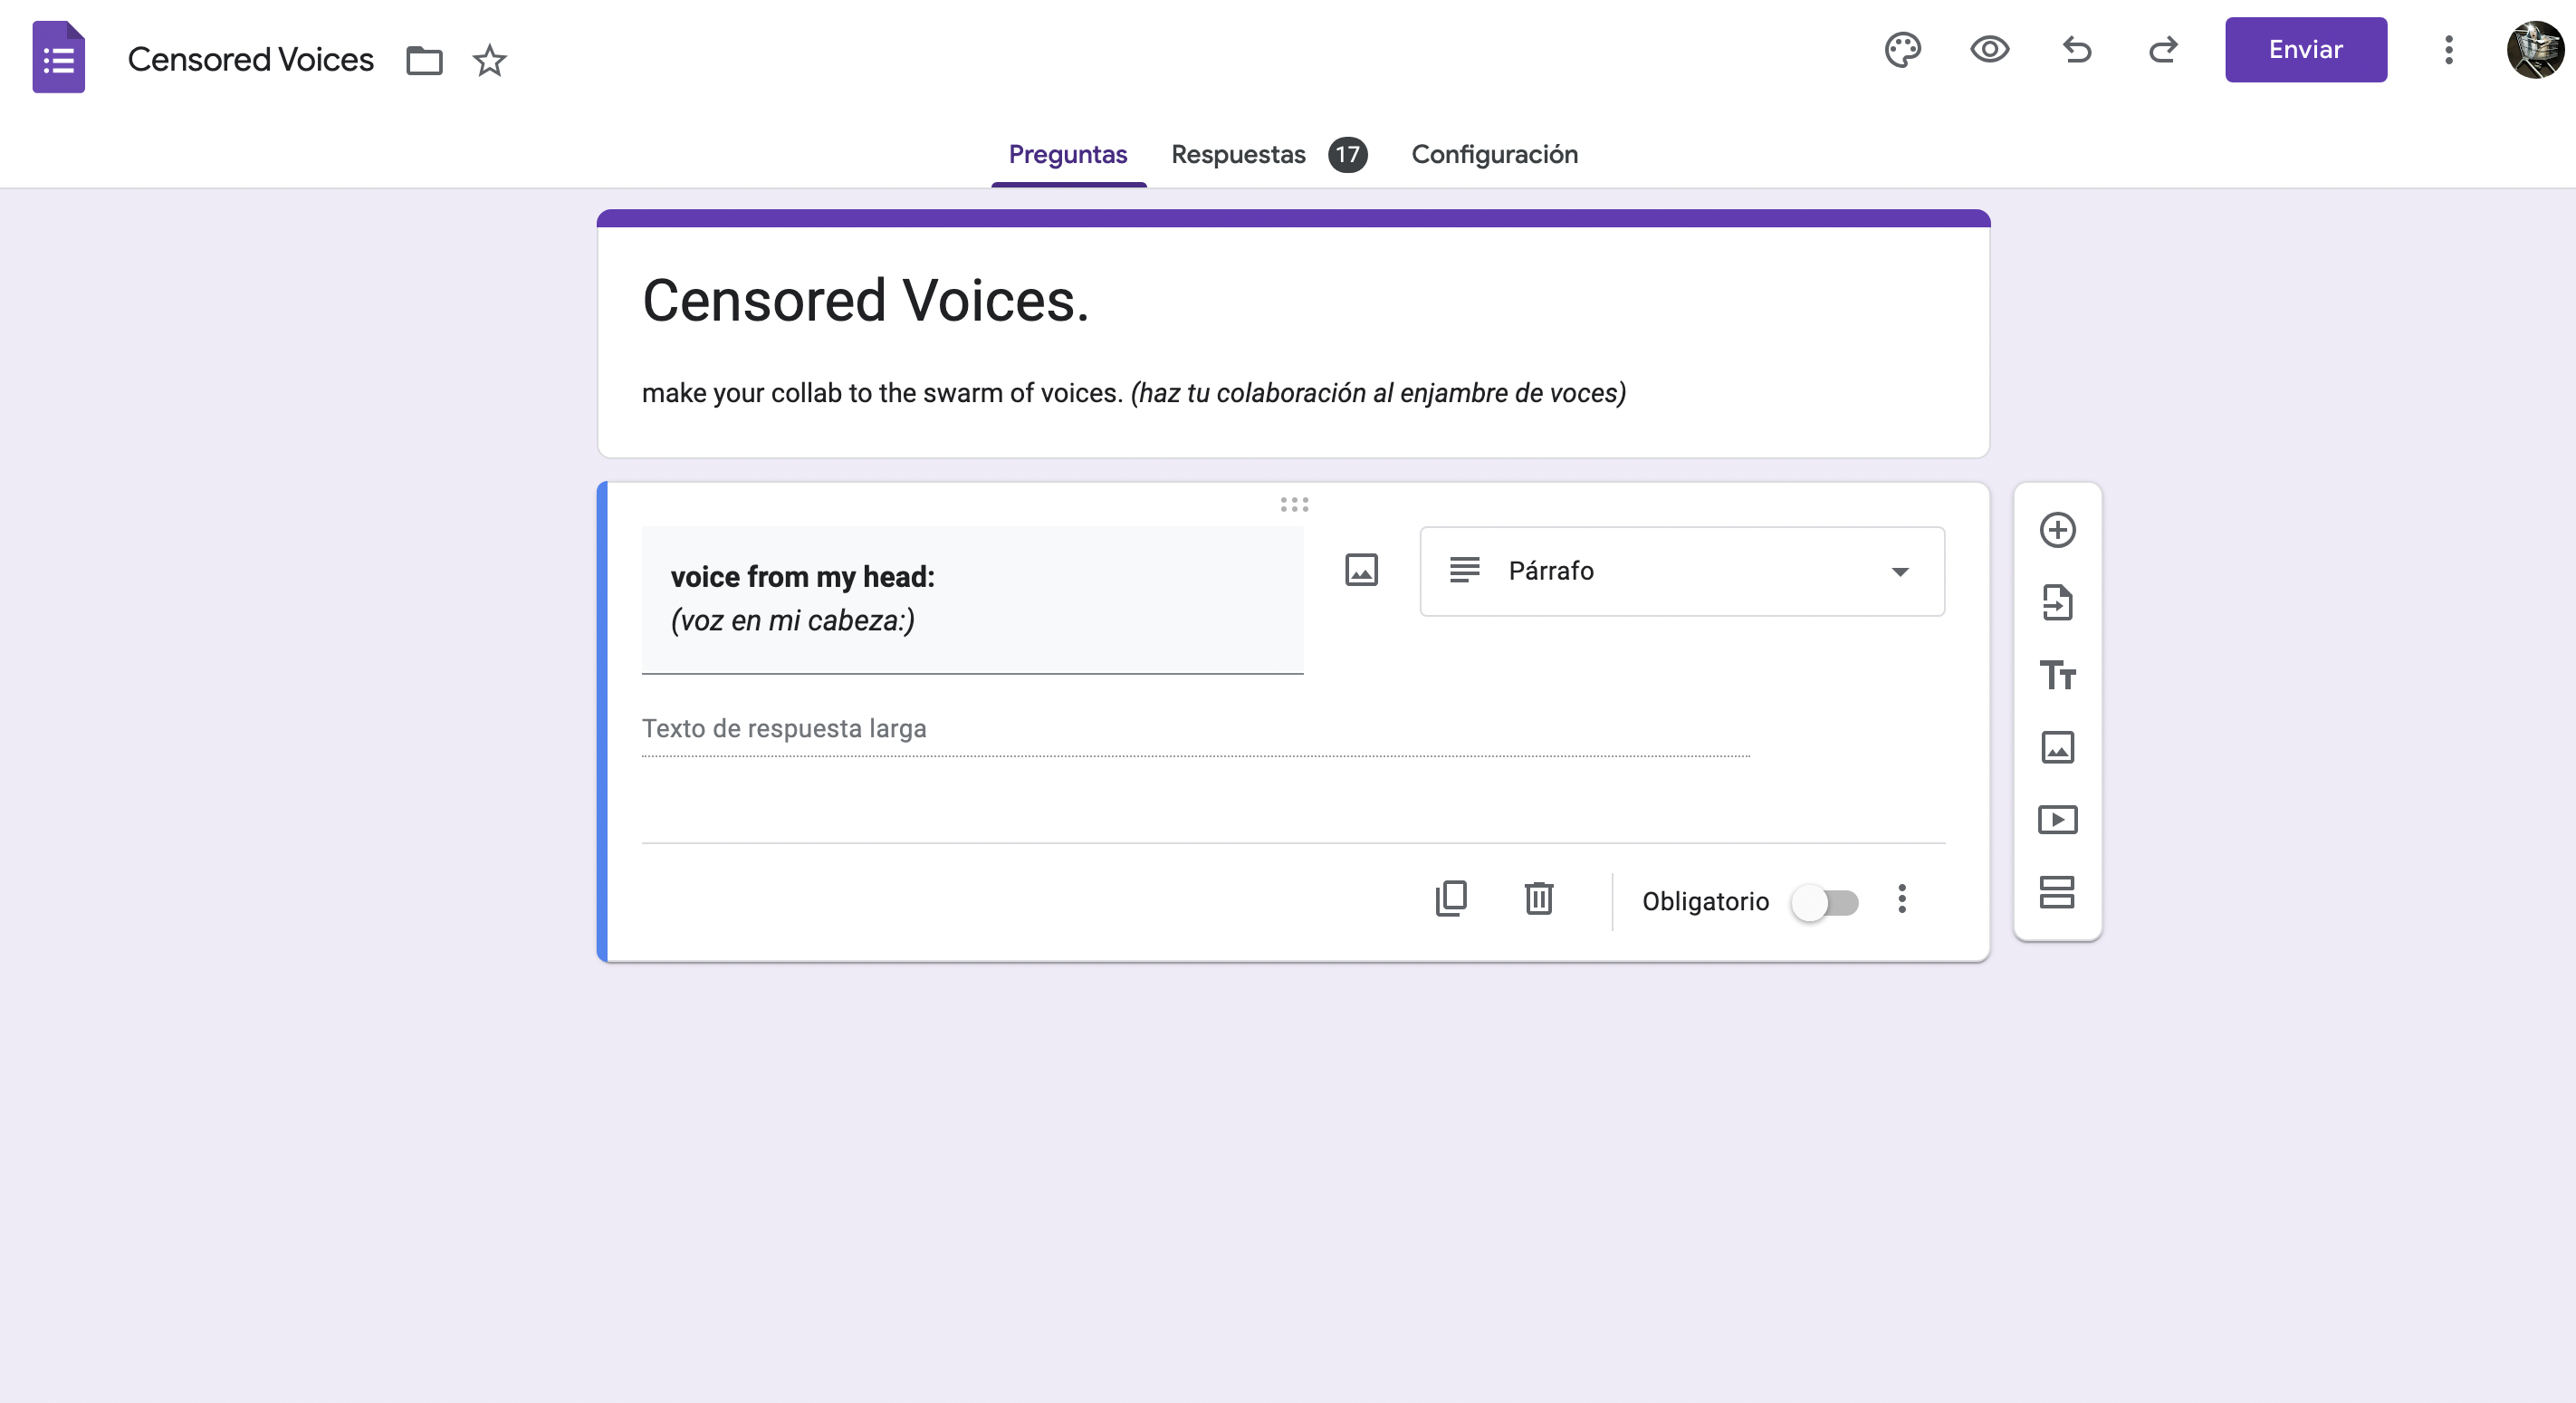 Censored Voices
Enviar
Preguntas
Respuestas 17
Configuración
Censored Voices.
make your collab to the swarm of voices. (haz tu colaboración al enjambre de voces)
voice from my head:
(voz en mi cabeza:)
Párrafo
Texto de respuesta larga
Obligatorio